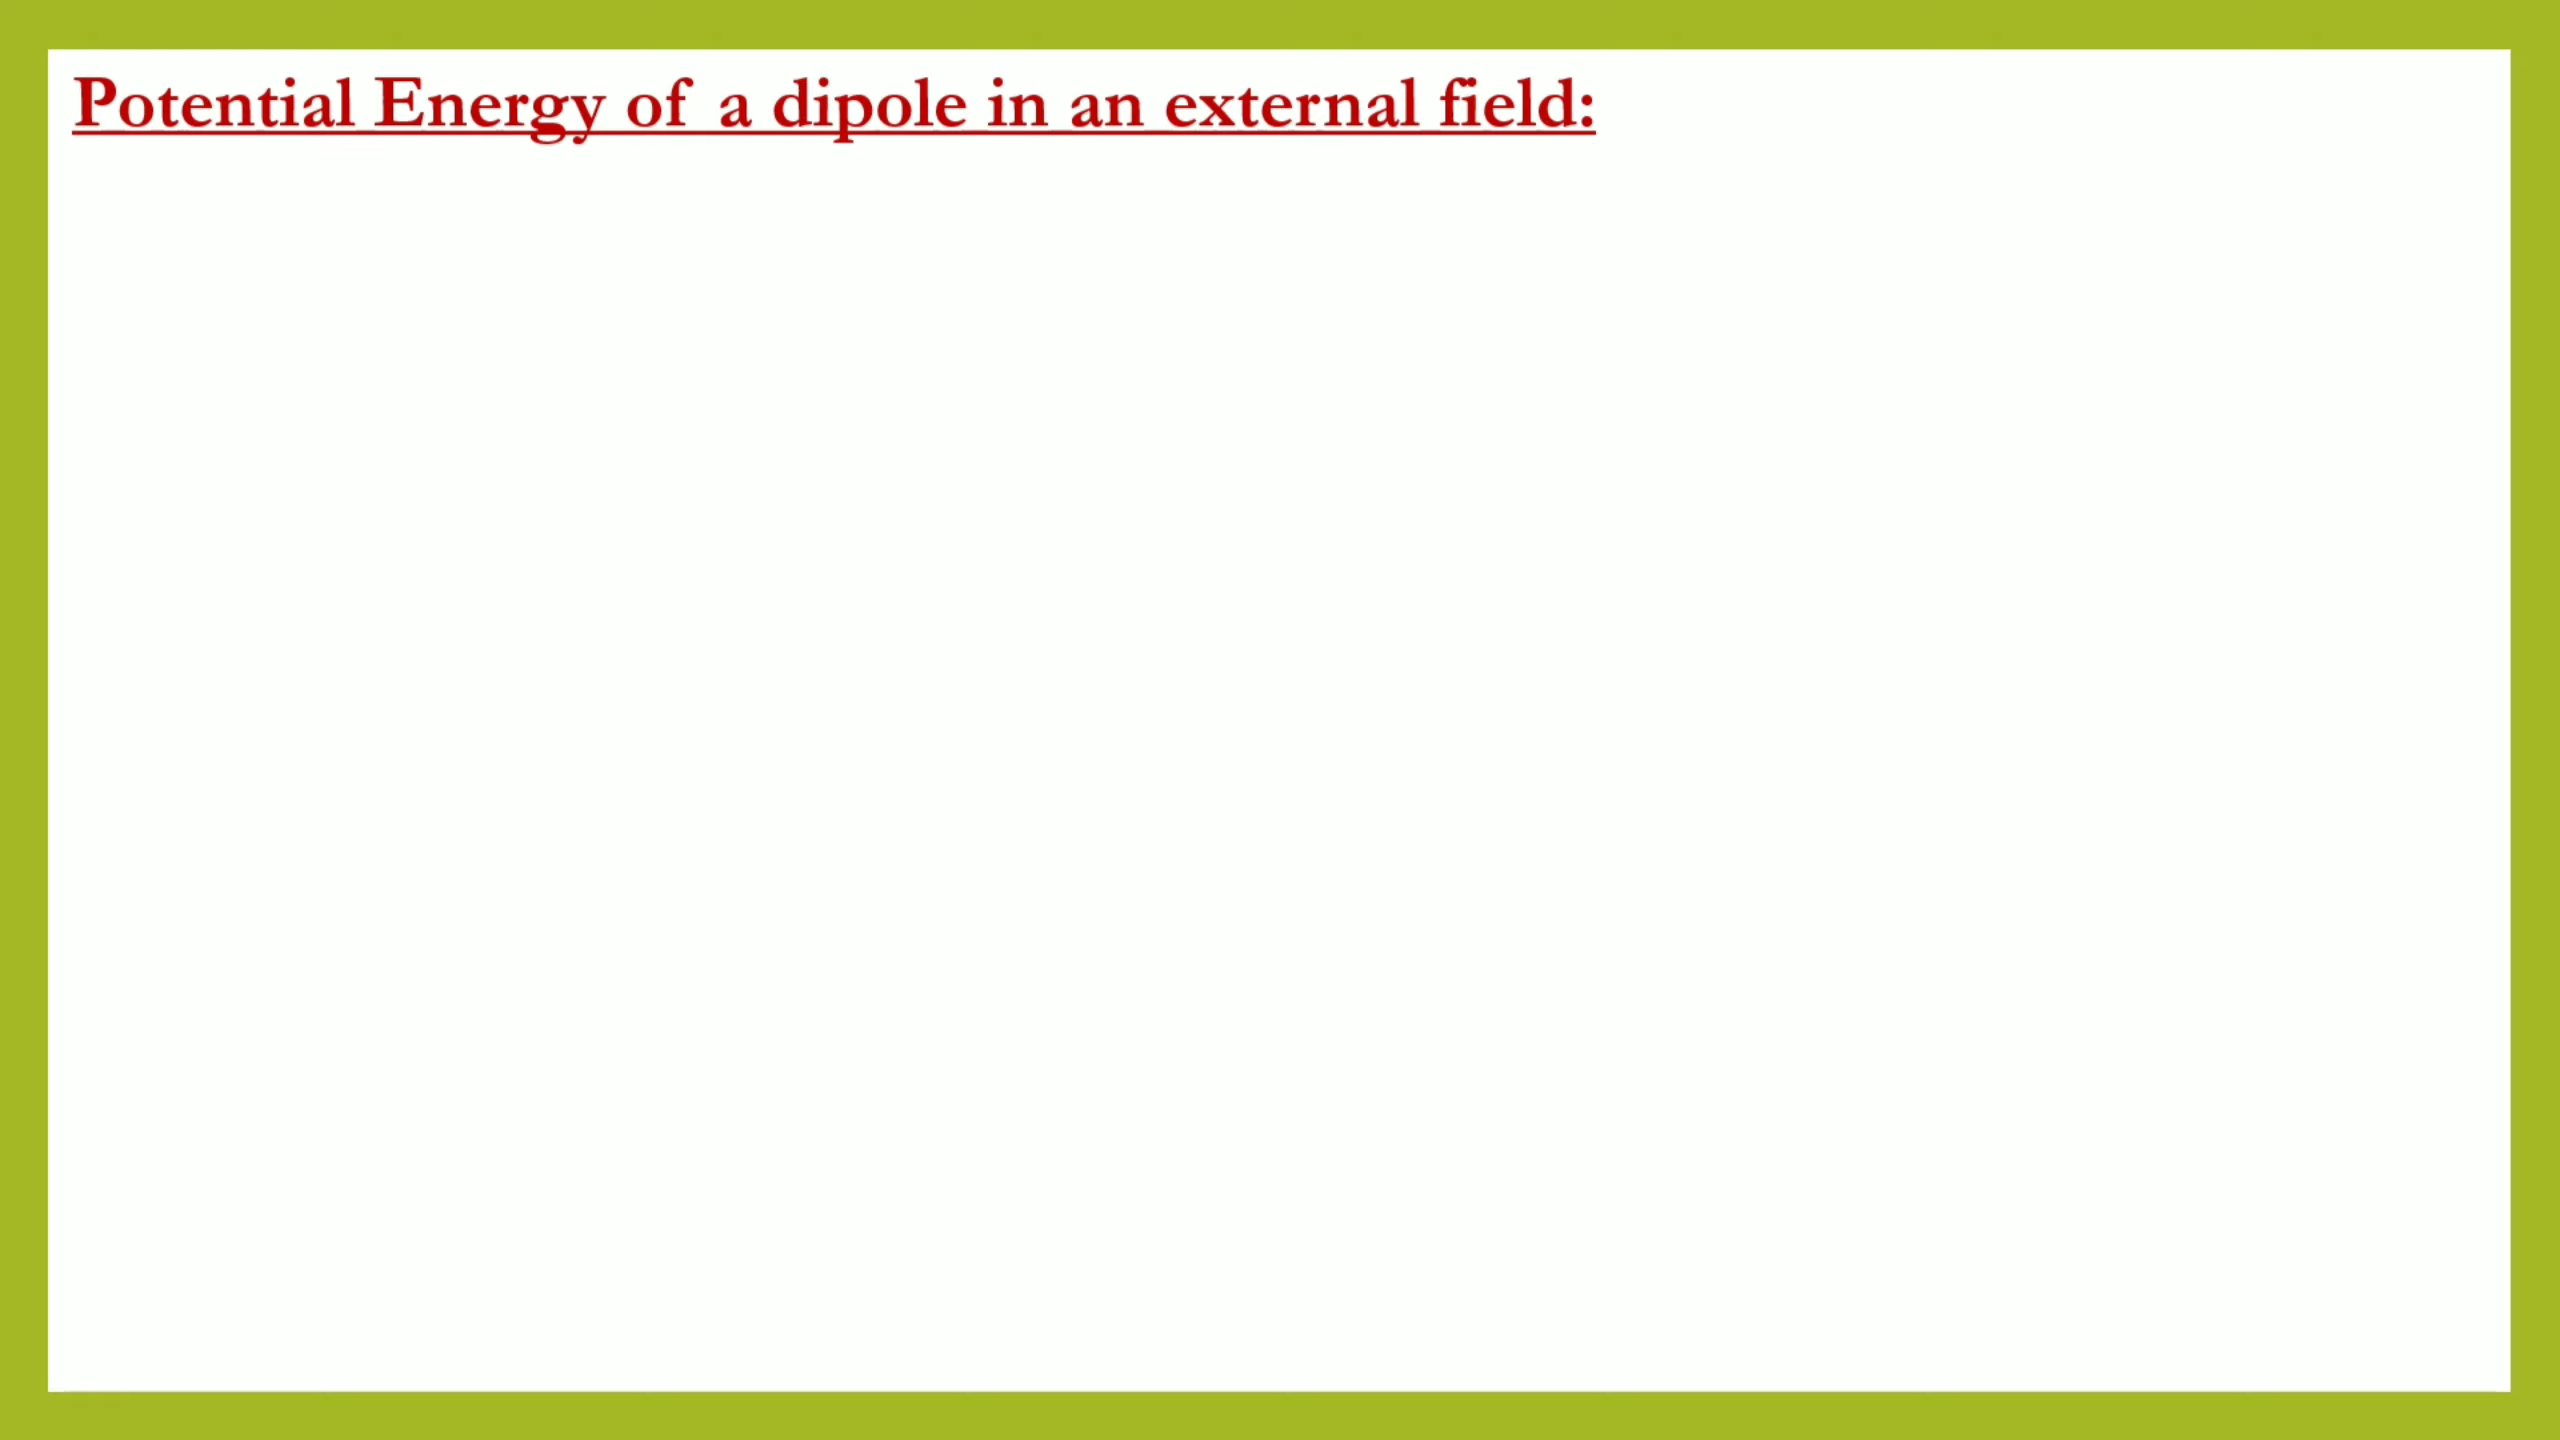 Potential Energy of a dipole in an external field: